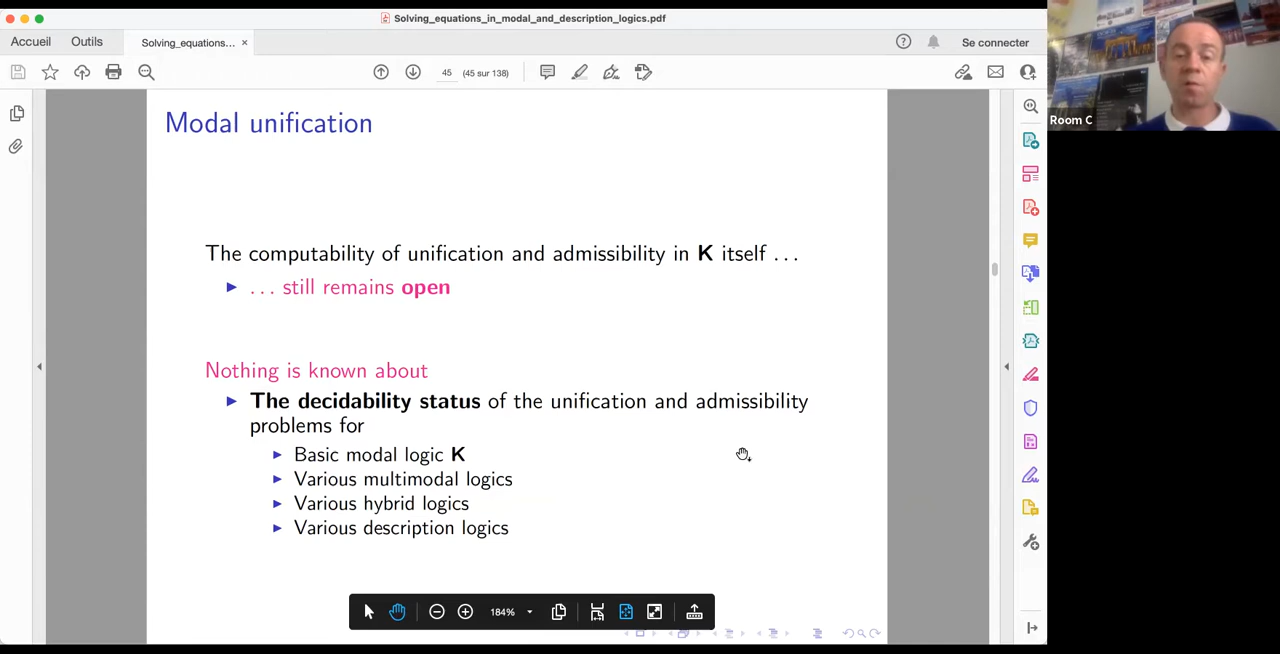 Solving_equations_in_modal_and_description_logics.pdf
Accueil Outils Solving_equations... × Se connecter
45 (45 sur 138)
Room C
Modal unification
The computability of unification and admissibility in K itself . . .
. . . still remains open
Nothing is known about
The decidability status of the unification and admissibility
problems for
Basic modal logic K
Various multimodal logics
Various hybrid logics
Various description logics
184%